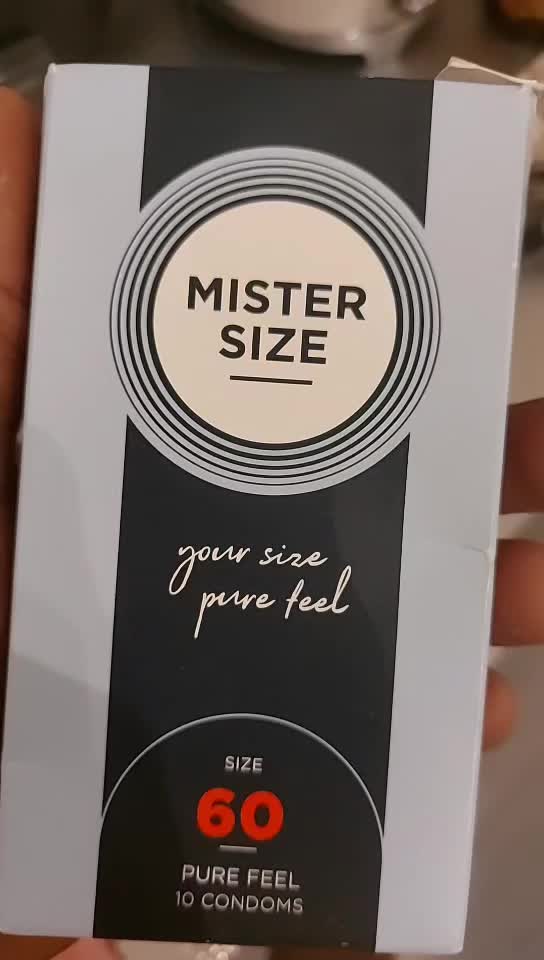 MISTER
SIZE
your size
pure feel
SIZE
60
PURE FEEL
10 CONDOMS